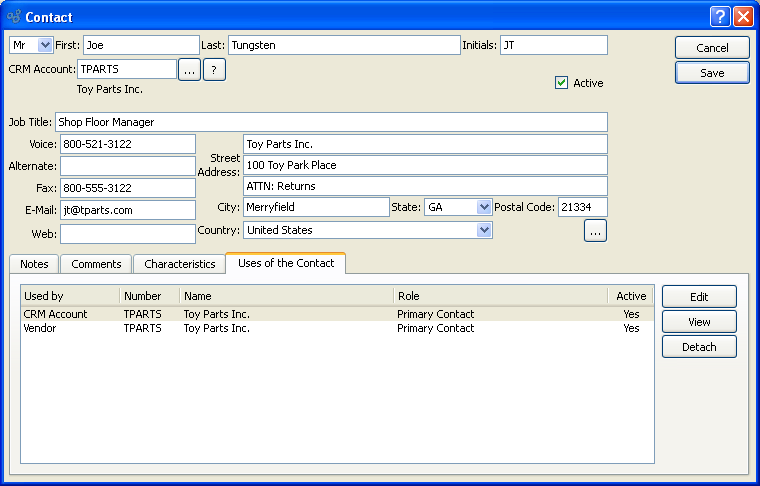 Contact
Mr First: Joe Last: Tungsten Initials: JT Cancel
CRM Account: TPARTS ... ? Save
Toy Parts Inc. Active
Job Title: Shop Floor Manager
Voice: 800-521-3122 Toy Parts Inc.
Alternate: Street Address: 100 Toy Park Place
Fax: 800-555-3122 ATTN: Returns
E-Mail: jt@tparts.com City: Merryfield State: GA Postal Code: 21334
Web: Country: United States ...
Notes Comments Characteristics Uses of the Contact
Used by Number Name Role Active Edit
CRM Account TPARTS Toy Parts Inc. Primary Contact Yes View
Vendor TPARTS Toy Parts Inc. Primary Contact Yes
Detach